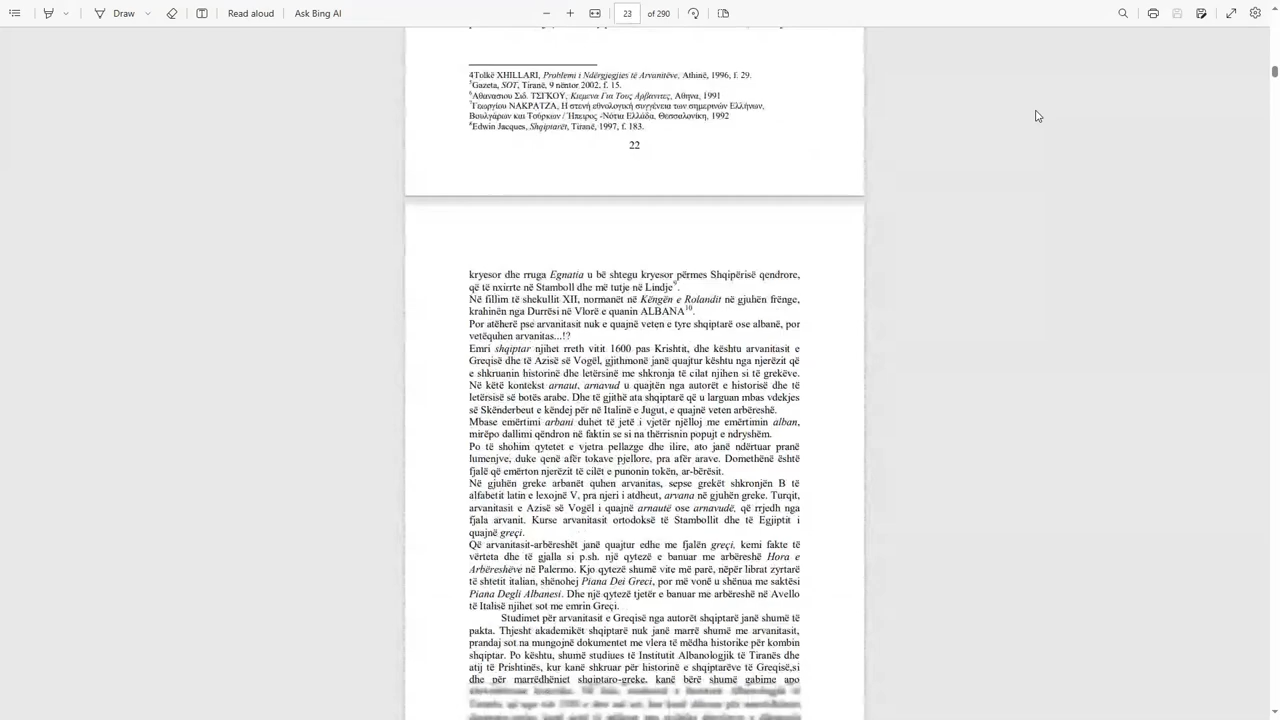 Draw
Read aloud
Ask Bing AI
23
of 290
4Tolkë XHILLARI, Problemi i Ndërgjegjies të Arvanitëve, Athinë, 1996, f. 29.
5Gazeta, SOT, Tiranë, 9 nëntor 2002, f. 15.
6Αθανασιου Σιδ. ΤΣΓΚΟΥ, Κιεμενα Για Τους Αρβανιτες, Αθηνα, 1991
7Γεωργίου ΝΑΚΡΑΤΖΑ, Η στενή εθνολογική συγγένεια των σημερινών Ελλήνων,
Βουλγάρων και Τούρκων / Ήπειρος -Νότια Ελλάδα, Θεσσαλονίκη, 1992
8Edwin Jacques, Shqiptarët, Tiranë, 1997, f. 183.
22
kryesor dhe rruga Egnatia u bë shtegu kryesor përmes Shqipërisë qendrore,
që të nxirrte në Stamboll dhe më tutje në Lindje9.
Në fillim të shekullit XII, normanët në Këngën e Rolandit në gjuhën frënge,
krahinën nga Durrësi në Vlorë e quanin ALBANA10.
Por atëherë pse arvanitasit nuk e quajnë veten e tyre shqiptarë ose albanë, por
vetëquhen arvanitas...!?
Emri shqiptar njihet rreth vitit 1600 pas Krishtit, dhe kështu arvanitasit e
Greqisë dhe të Azisë së Vogël, gjithmonë janë quajtur kështu nga njerëzit që
e shkruanin historinë dhe letërsinë me shkronja të cilat njihen si të grekëve.
Në këtë kontekst arnaut, arnavud u quajtën nga autorët e historisë dhe të
letërsisë së botës arabe. Dhe të gjithë ata shqiptarë që u larguan mbas vdekjes
së Skënderbeut e këndej për në Italinë e Jugut, e quajnë veten arbëreshë.
Mbase emërtimi arbani duhet të jetë i vjetër njëlloj me emërtimin alban,
mirëpo dallimi qëndron në faktin se si na thërrisnin popujt e ndryshëm.
Po të shohim qytetet e vjetra pellazge dhe ilire, ato janë ndërtuar pranë
lumenjve, duke qenë afër tokave pjellore, pra afër arave. Domethënë është
fjalë që emërton njerëzit të cilët e punonin tokën, ar-bërësit.
Në gjuhën greke arbanët quhen arvanitas, sepse grekët shkronjën B të
alfabetit latin e lexojnë V, pra njeri i atdheut, arvana në gjuhën greke. Turqit,
arvanitasit e Azisë së Vogël i quajnë arnautë ose arnavudë, që rrjedh nga
fjala arvanit. Kurse arvanitasit ortodoksë të Stambollit dhe të Egjiptit i
quajnë greçi.
Që arvanitasit-arbëreshët janë quajtur edhe me fjalën greçi, kemi fakte të
vërteta dhe të gjalla si p.sh. një qytezë e banuar me arbëreshë Hora e
Arbëreshëve në Palermo. Kjo qytezë shumë vite më parë, nëpër librat zyrtarë
të shtetit italian, shënohej Piana Dei Greci, por më vonë u shënua me saktësi
Piana Degli Albanesi. Dhe një qytezë tjetër e banuar me arbëreshë në Avello
të Italisë njihet sot me emrin Greçi.
Studimet për arvanitasit e Greqisë nga autorët shqiptarë janë shumë të
pakta. Thjesht akademikët shqiptarë nuk janë marrë shumë me arvanitasit,
prandaj sot na mungojnë dokumentet me vlera të mëdha historike për kombin
shqiptar. Po kështu, shumë studiues të Institutit Albanologjik të Tiranës dhe
atij të Prishtinës, kur kanë shkruar për historinë e shqiptarëve të Greqisë,si
dhe për marrëdhëniet shqiptaro-greke, kanë bërë shumë gabime apo